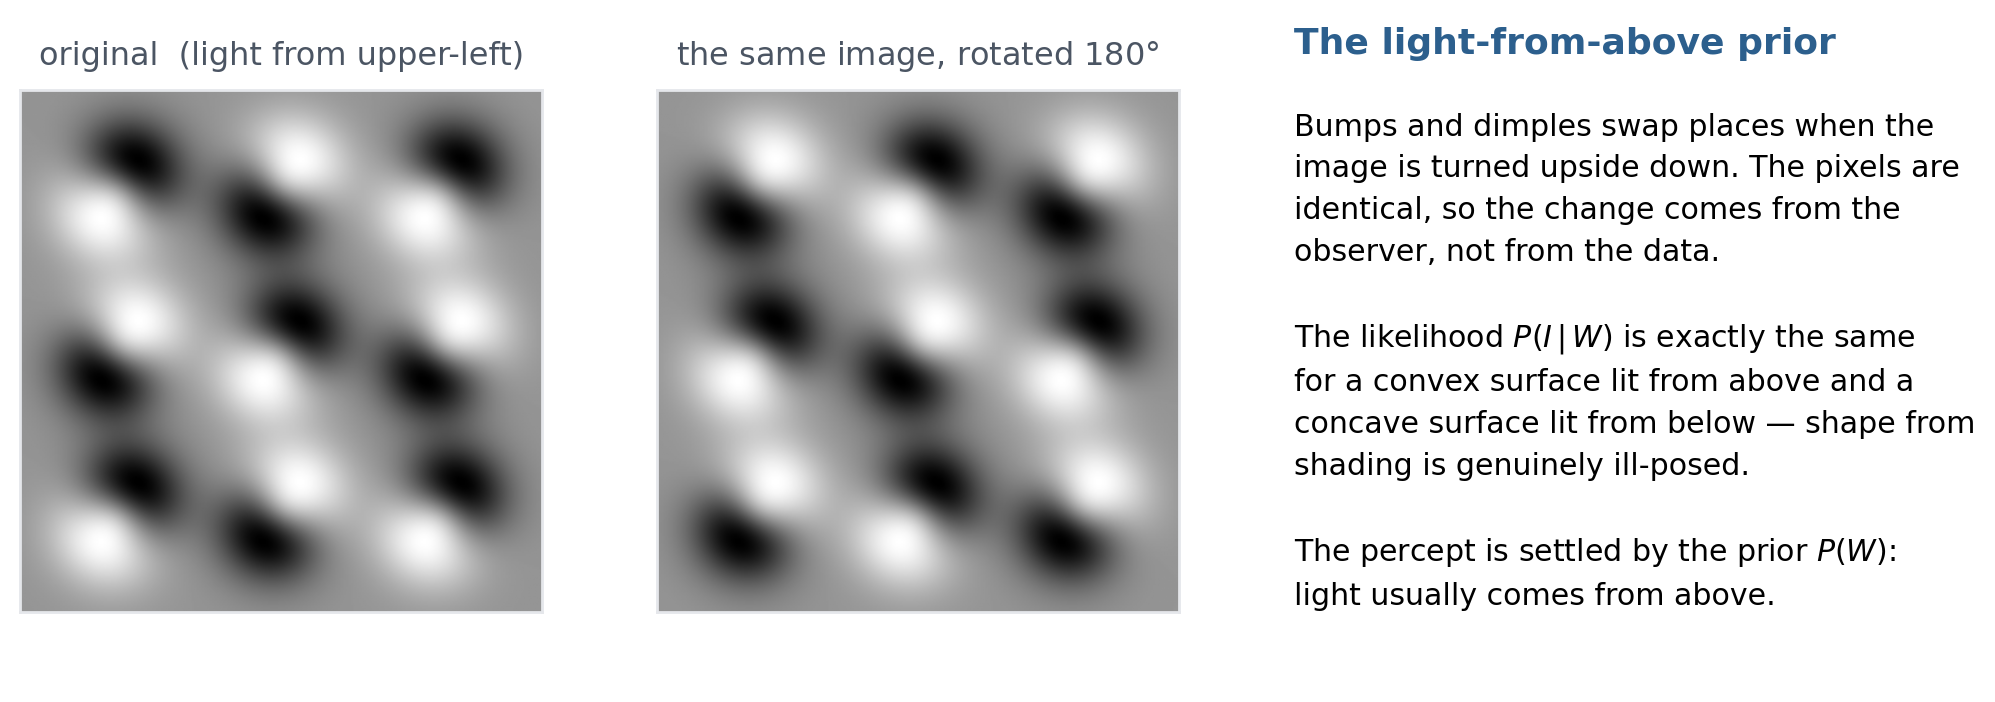 original  (light from upper-left)
the same image, rotated 180°
The light-from-above prior
Bumps and dimples swap places when the
image is turned upside down. The pixels are
identical, so the change comes from the
observer, not from the data.
The likelihood P(I | W) is exactly the same
for a convex surface lit from above and a
concave surface lit from below — shape from
shading is genuinely ill-posed.
The percept is settled by the prior P(W):
light usually comes from above.